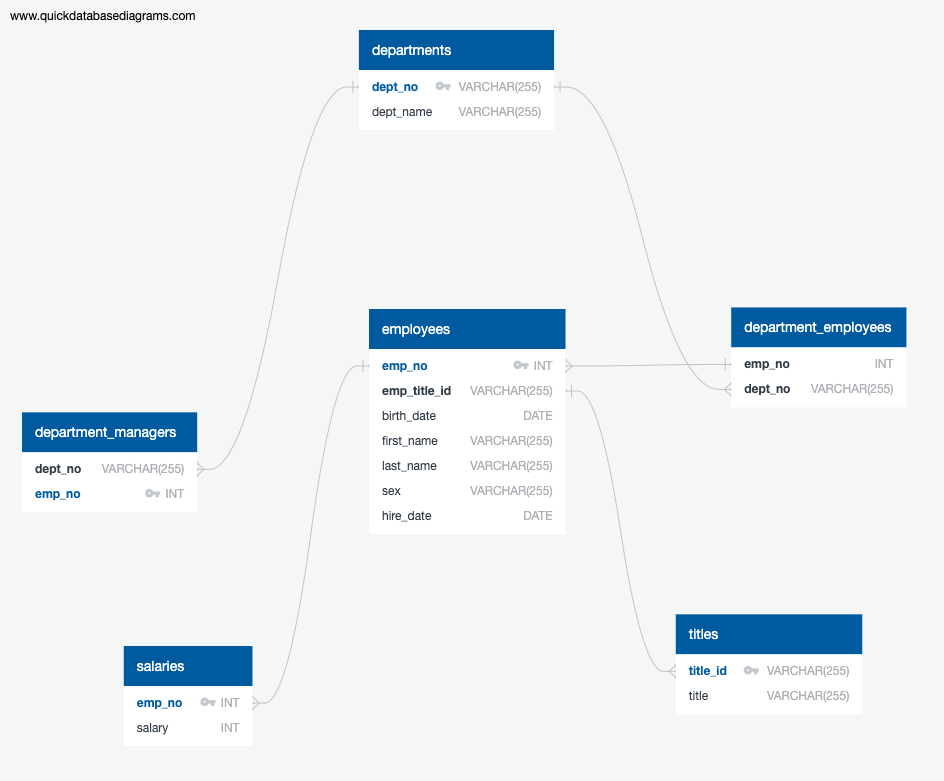 www.quickdatabasediagrams.com
departments
dept_no VARCHAR(255)
dept_name VARCHAR(255)
employees
emp_no INT
emp_title_id VARCHAR(255)
birth_date DATE
first_name VARCHAR(255)
last_name VARCHAR(255)
sex VARCHAR(255)
hire_date DATE
department_employees
emp_no INT
dept_no VARCHAR(255)
department_managers
dept_no VARCHAR(255)
emp_no INT
titles
title_id VARCHAR(255)
title VARCHAR(255)
salaries
emp_no INT
salary INT